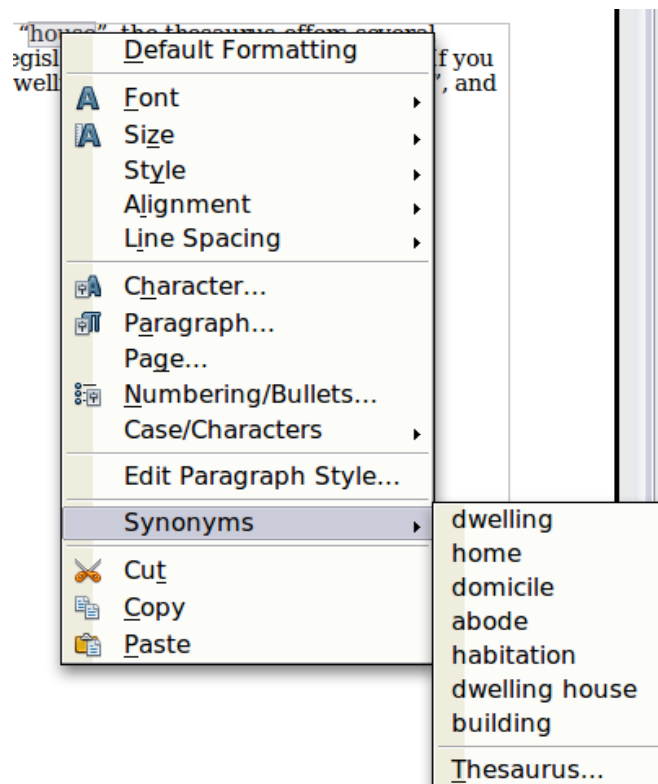 “house”, the thesaurus offers several
egisl If you
well ”, and
Default Formatting
Font
Size
Style
Alignment
Line Spacing
Character...
Paragraph...
Page...
Numbering/Bullets...
Case/Characters
Edit Paragraph Style...
Synonyms
Cut
Copy
Paste
dwelling
home
domicile
abode
habitation
dwelling house
building
Thesaurus...